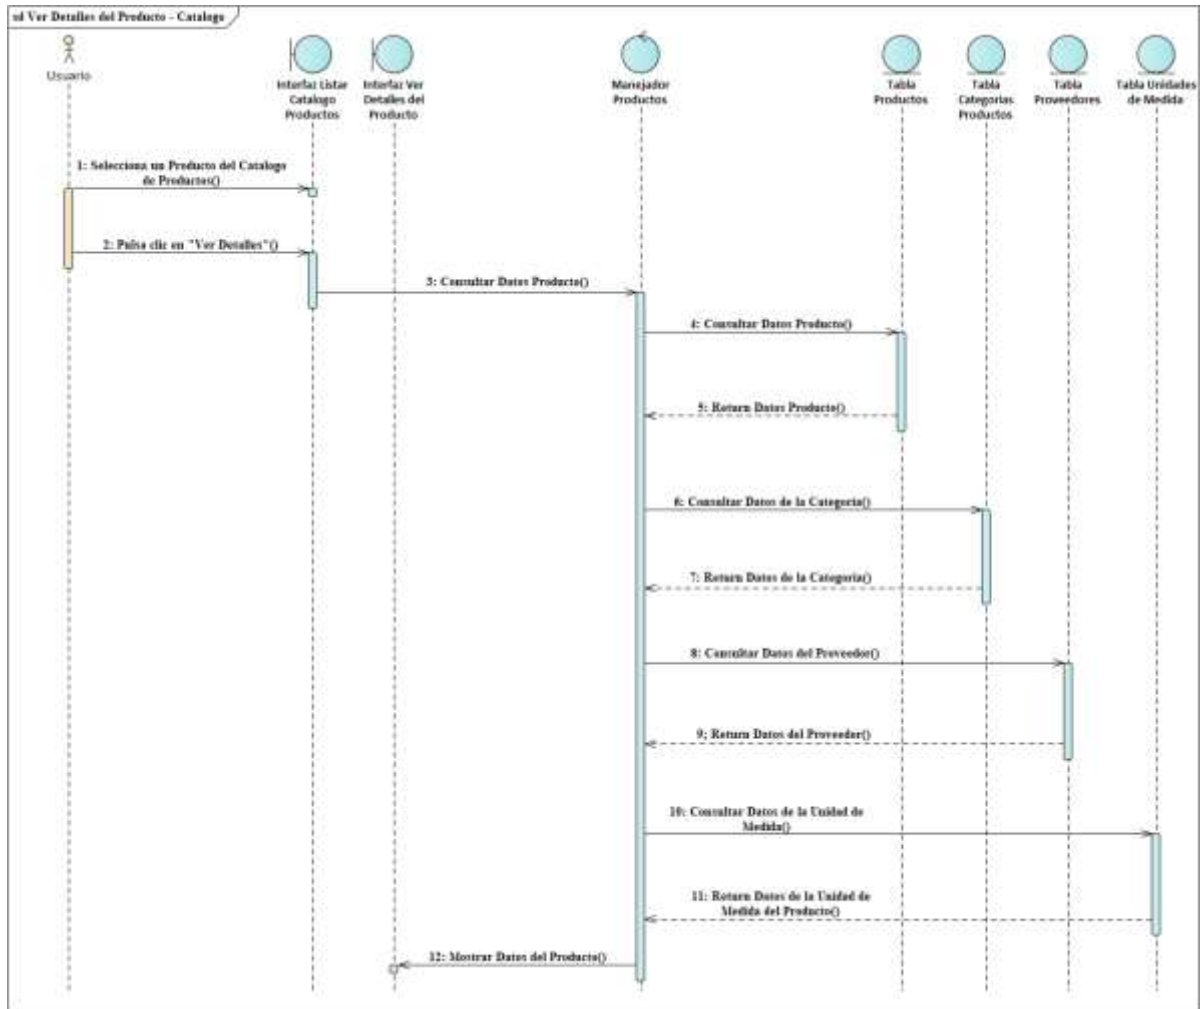 sd Ver Detalles del Producto - Catalogo
Usuario
Interfaz Listar
Catalogo
Productos
Interfaz Ver
Detalles del
Producto
Manejador
Productos
Tabla
Productos
Tabla
Categorias
Productos
Tabla
Proveedores
Tabla Unidades
de Medida
1: Selecciona un Producto del Catalogo
de Productos()
2: Pulsa clic en "Ver Detalles"()
3: Consultar Datos Producto()
4: Consultar Datos Producto()
5: Return Datos Producto()
6: Consultar Datos de la Categoria()
7: Return Datos de la Categoria()
8: Consultar Datos del Proveedor()
9: Return Datos del Proveedor()
10: Consultar Datos de la Unidad de
Medida()
11: Return Datos de la Unidad de
Medida del Producto()
12: Mostrar Datos del Producto()